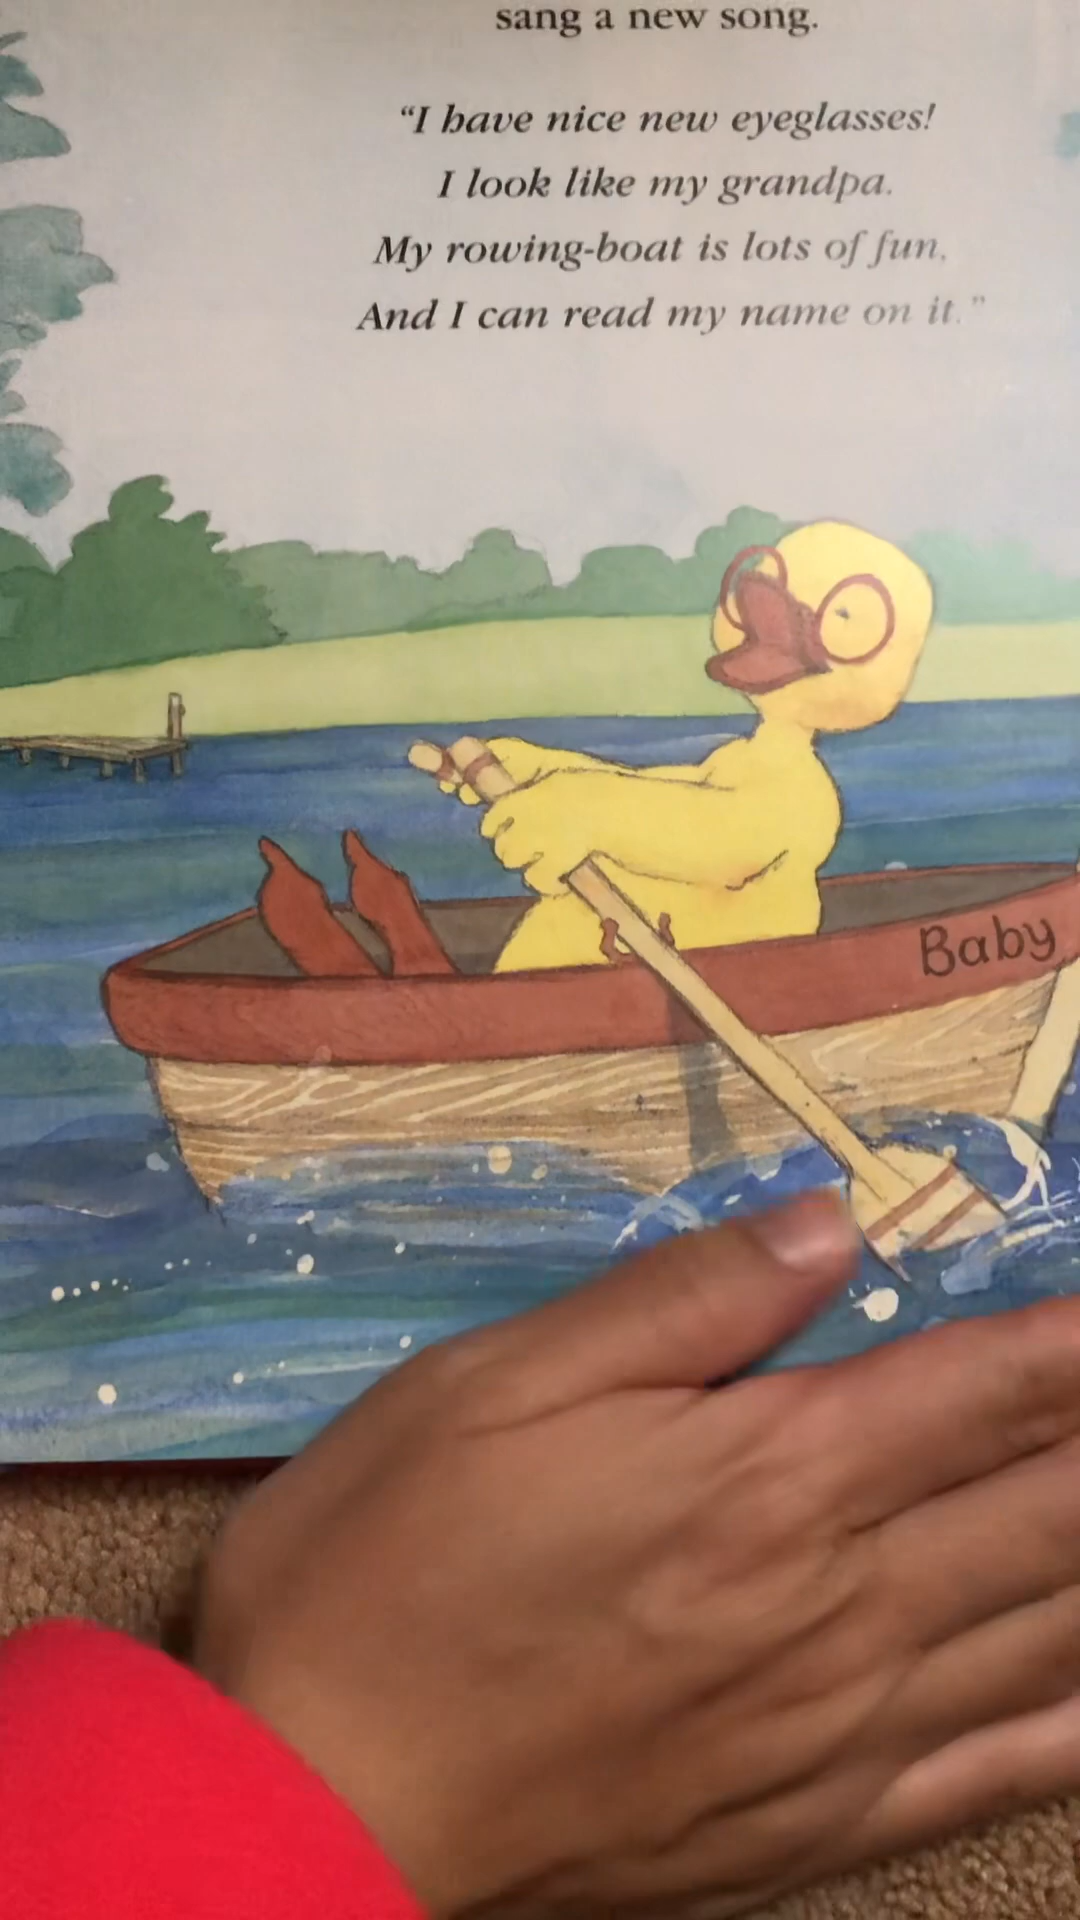 sang a new song.
“I have nice new eyeglasses!
I look like my grandpa.
My rowing-boat is lots of fun,
And I can read my name on it.”
Baby